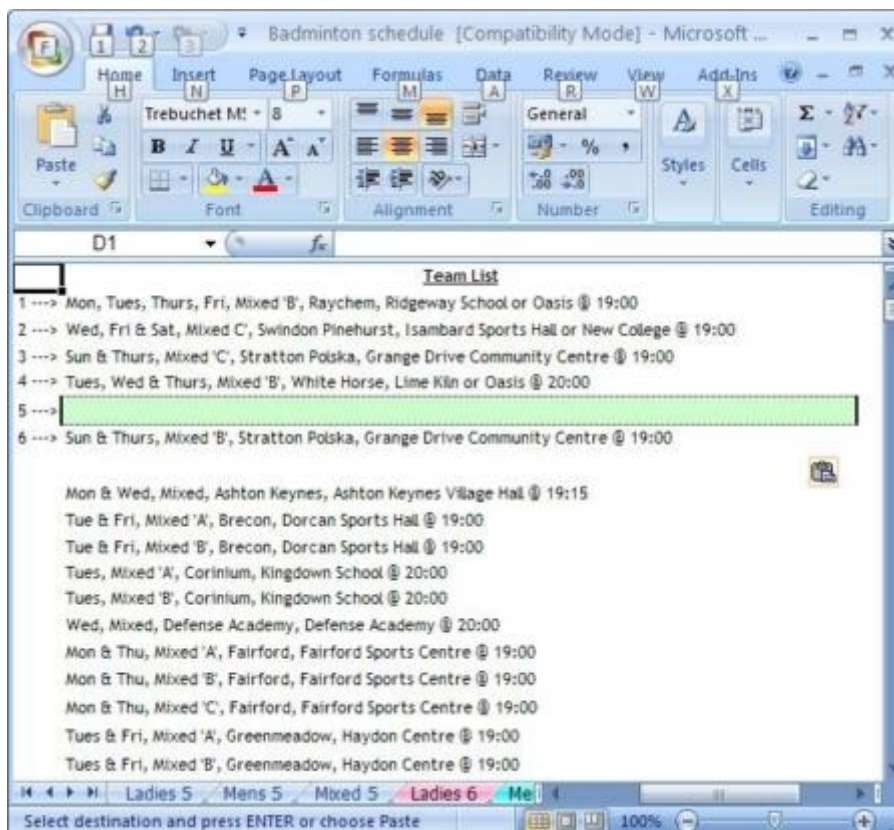 F 1 2 3 Badminton schedule [Compatibility Mode] - Microsoft ...
Home Insert Page Layout Formulas Data Review View Add-Ins
H N P M A R W X
Paste
Trebuchet M! 8
General
B I U A A
Styles
Cells
Σ
Clipboard Font Alignment Number Editing
D1 fx
Team List
1 ---> Mon, Tues, Thurs, Fri, Mixed 'B', Raychem, Ridgeway School or Oasis @ 19:00
2 ---> Wed, Fri & Sat, Mixed C', Swindon Pinehurst, Isambard Sports Hall or New College @ 19:00
3 ---> Sun & Thurs, Mixed 'C', Stratton Polska, Grange Drive Community Centre @ 19:00
4 ---> Tues, Wed & Thurs, Mixed 'B', White Horse, Lime Kiln or Oasis @ 20:00
5 --->
6 ---> Sun & Thurs, Mixed 'B', Stratton Polska, Grange Drive Community Centre @ 19:00
Mon & Wed, Mixed, Ashton Keynes, Ashton Keynes Village Hall @ 19:15
Tue & Fri, Mixed 'A', Brecon, Dorcan Sports Hall @ 19:00
Tue & Fri, Mixed 'B', Brecon, Dorcan Sports Hall @ 19:00
Tues, Mixed 'A', Corinium, Kingdown School @ 20:00
Tues, Mixed 'B', Corinium, Kingdown School @ 20:00
Wed, Mixed, Defense Academy, Defense Academy @ 20:00
Mon & Thu, Mixed 'A', Fairford, Fairford Sports Centre @ 19:00
Mon & Thu, Mixed 'B', Fairford, Fairford Sports Centre @ 19:00
Mon & Thu, Mixed 'C', Fairford, Fairford Sports Centre @ 19:00
Tues & Fri, Mixed 'A', Greenmeadow, Haydon Centre @ 19:00
Tues & Fri, Mixed 'B', Greenmeadow, Haydon Centre @ 19:00
Ladies 5 Mens 5 Mixed 5 Ladies 6 Me
Select destination and press ENTER or choose Paste 100%